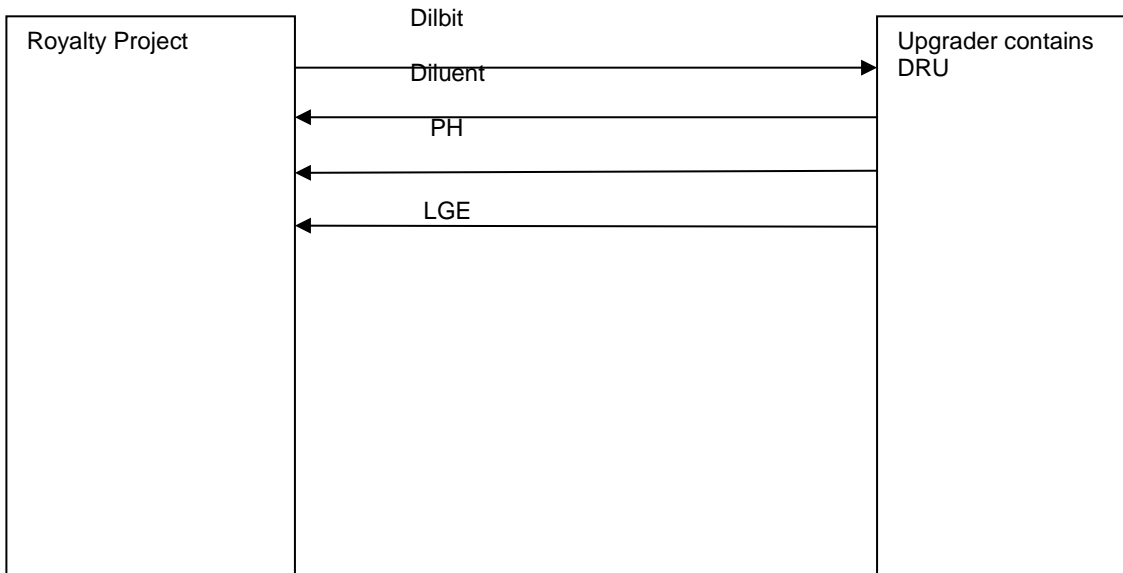 Royalty Project
Dilbit
Diluent
PH
LGE
Upgrader contains
DRU